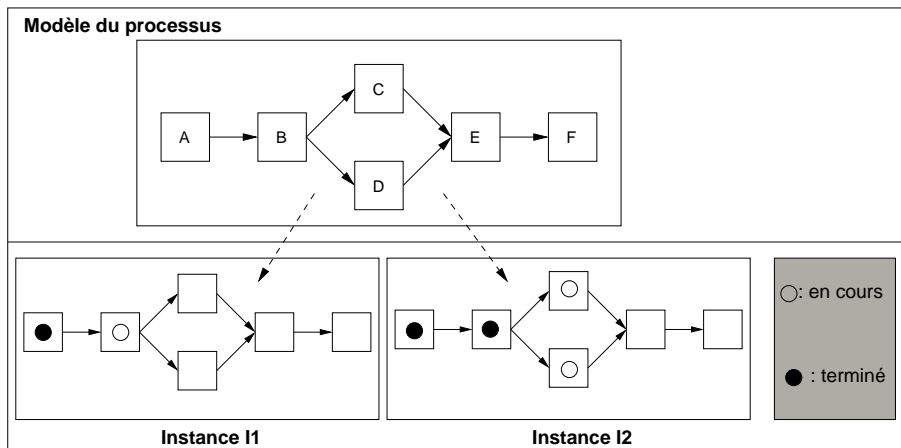 Modèle du processus
C
A
B
E
F
D
: en cours
: terminé
Instance I1
Instance I2